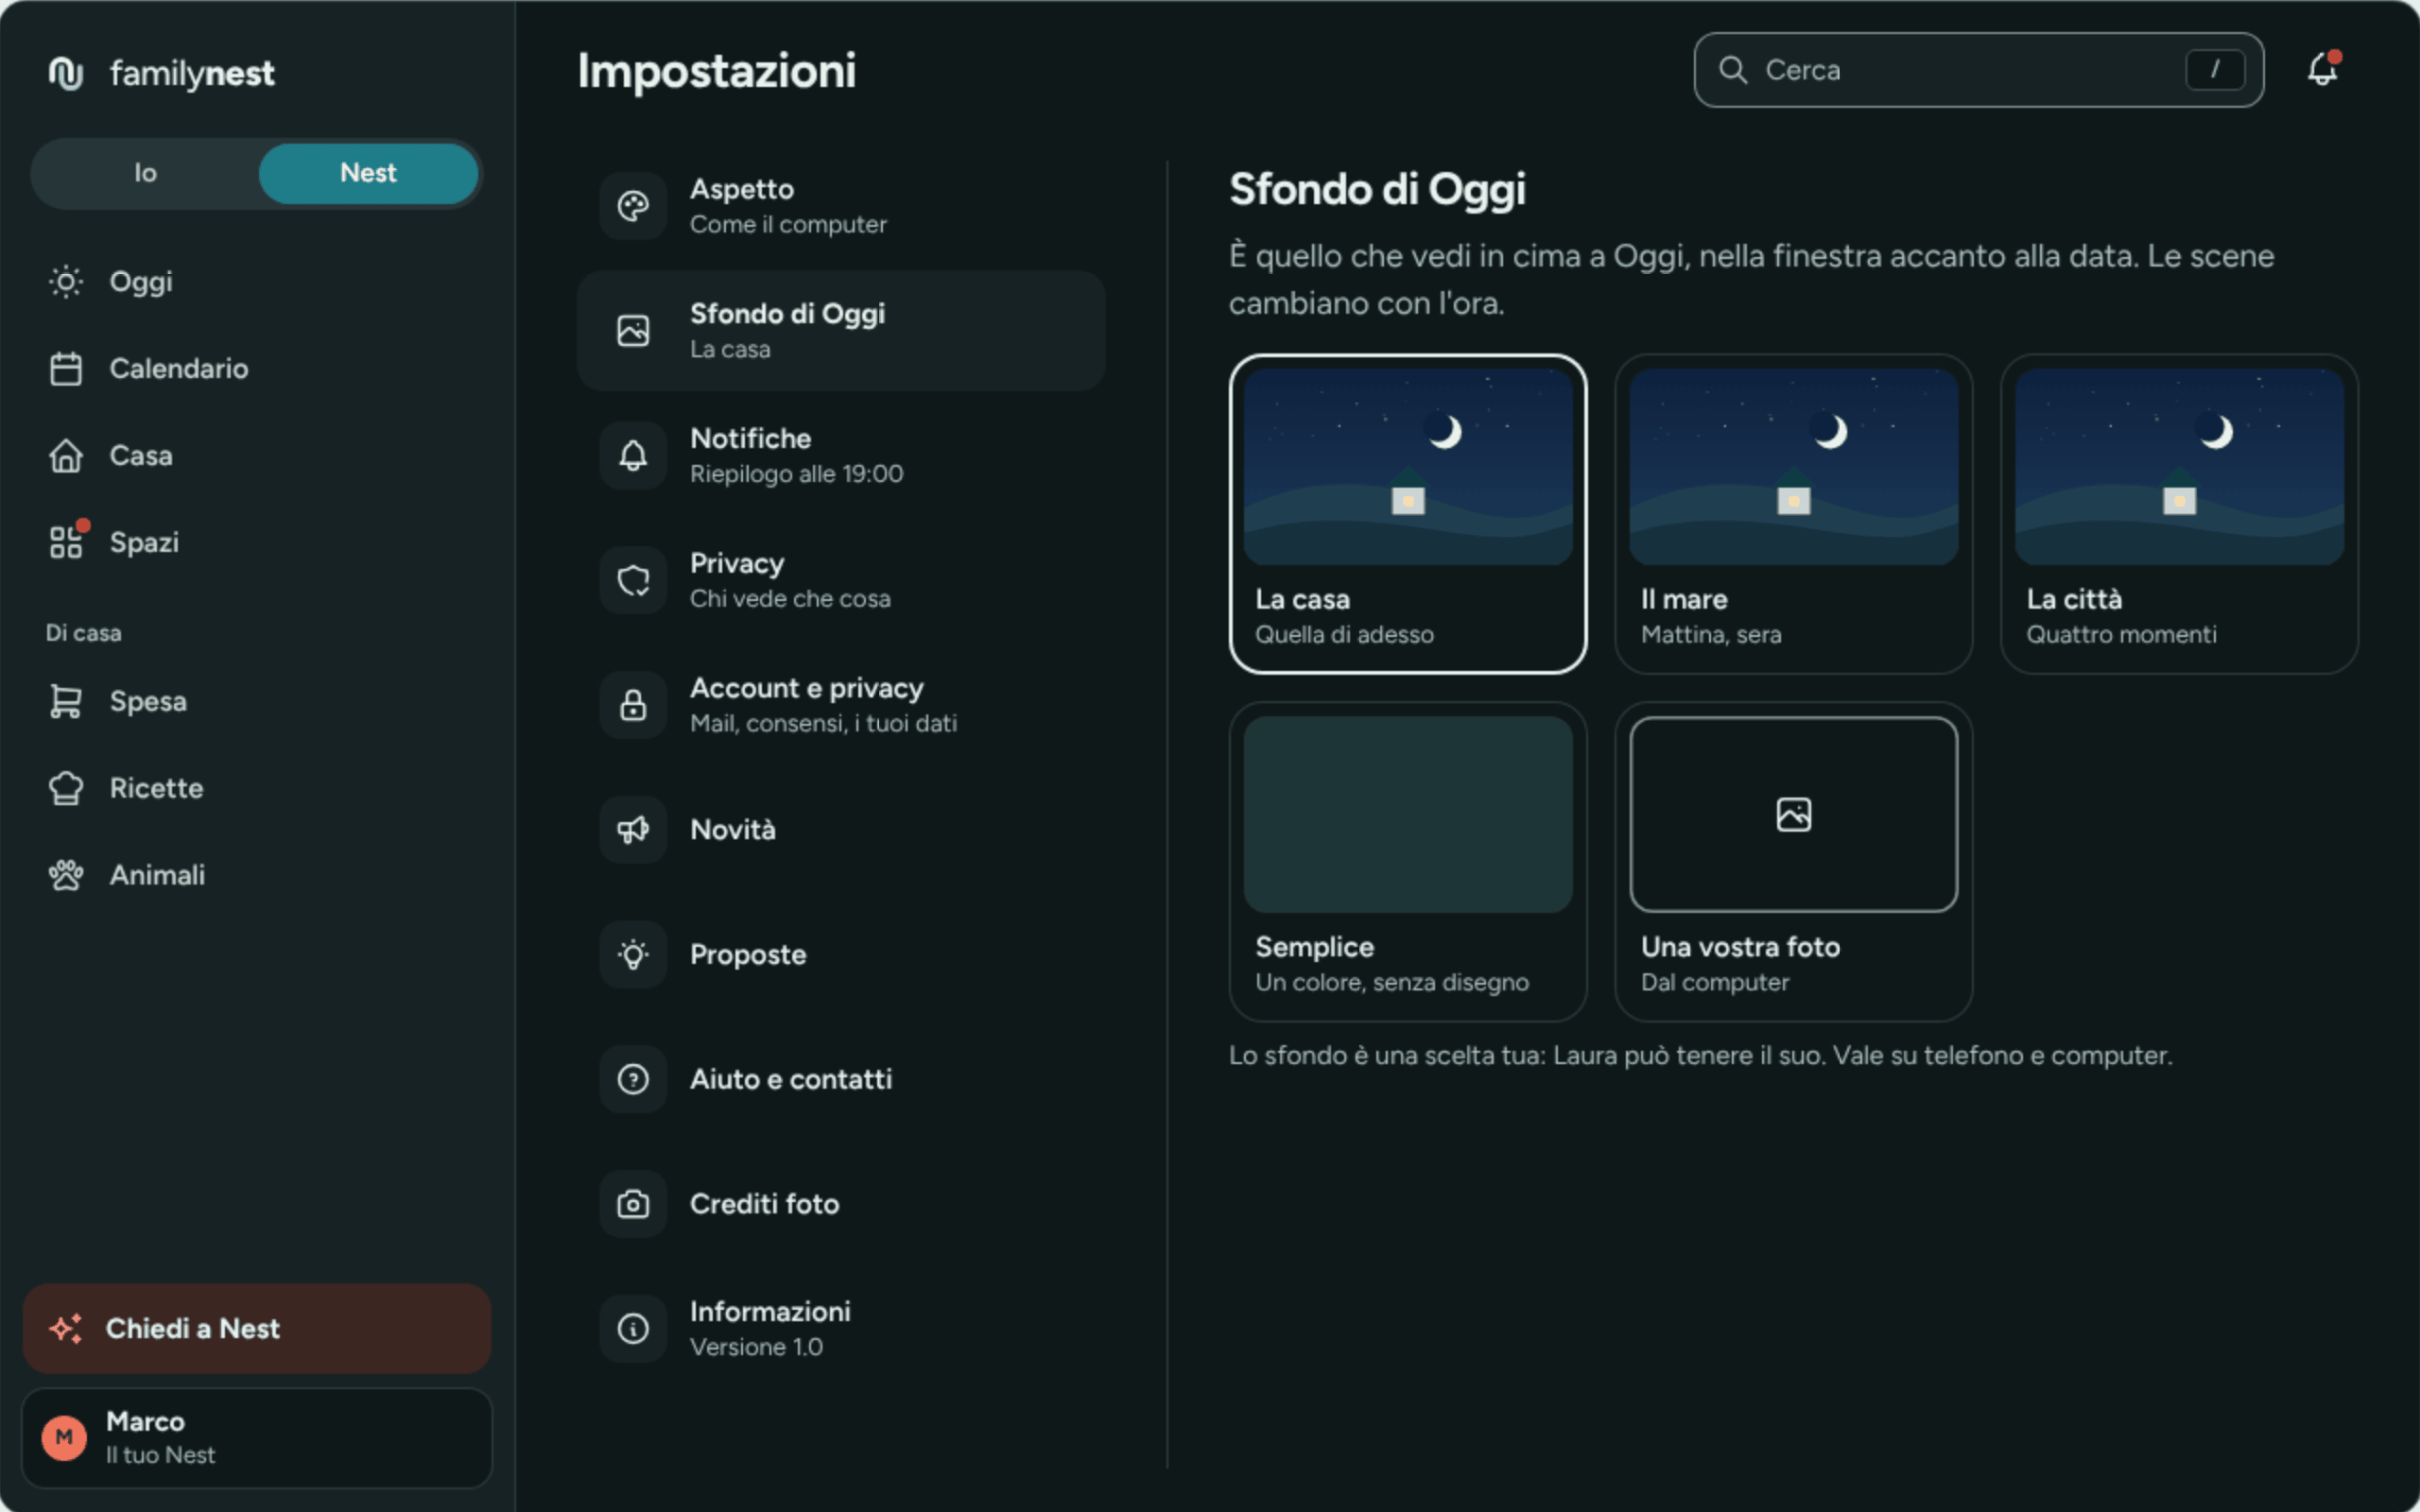 familynest
Io
Nest
Oggi
Calendario
Casa
Spazi
Di casa
Spesa
Ricette
Animali
Chiedi a Nest
M
Marco
Il tuo Nest
Impostazioni
Cerca
/
Aspetto
Come il computer
Sfondo di Oggi
La casa
Notifiche
Riepilogo alle 19:00
Privacy
Chi vede che cosa
Account e privacy
Mail, consensi, i tuoi dati
Novità
Proposte
Aiuto e contatti
Crediti foto
Informazioni
Versione 1.0
Sfondo di Oggi
È quello che vedi in cima a Oggi, nella finestra accanto alla data. Le scene
cambiano con l'ora.
La casa
Quella di adesso
Il mare
Mattina, sera
La città
Quattro momenti
Semplice
Un colore, senza disegno
Una vostra foto
Dal computer
Lo sfondo è una scelta tua: Laura può tenere il suo. Vale su telefono e computer.